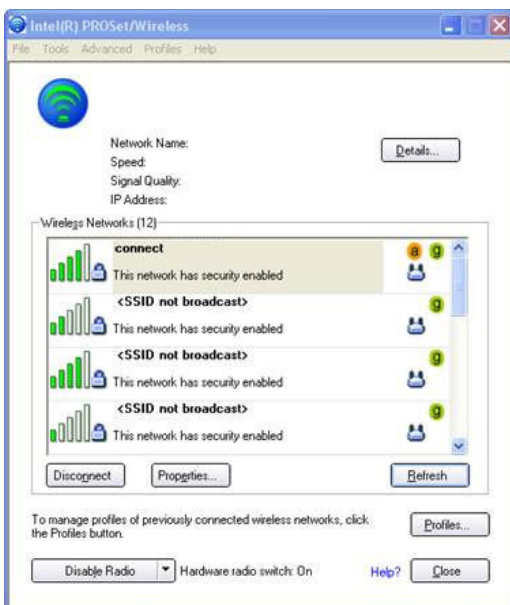 Intel(R) PROSet/Wireless
File Tools Advanced Profiles Help
Network Name:
Details...
Speed:
Signal Quality:
IP Address:
Wireless Networks (12)
connect
a g
This network has security enabled
<SSID not broadcast>
g
This network has security enabled
<SSID not broadcast>
g
This network has security enabled
<SSID not broadcast>
g
This network has security enabled
Disconnect Properties... Refresh
To manage profiles of previously connected wireless networks, click
the Profiles button.
Profiles...
Disable Radio Hardware radio switch: On Help? Close